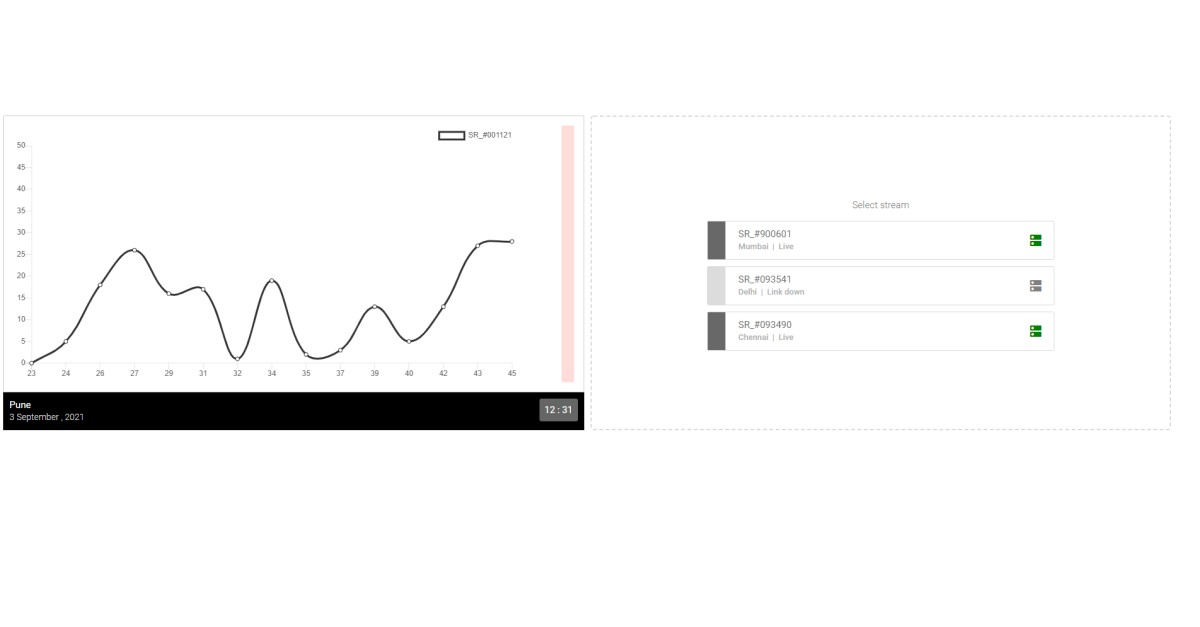 SR_#001121
50
45
40
35
30
25
20
15
10
5
0
23 24 26 27 29 31 32 34 35 37 39 40 42 43 45
Pune
3 September , 2021
12 : 31
Select stream
SR_#900601
Mumbai | Live
SR_#093541
Delhi | Link down
SR_#093490
Chennai | Live